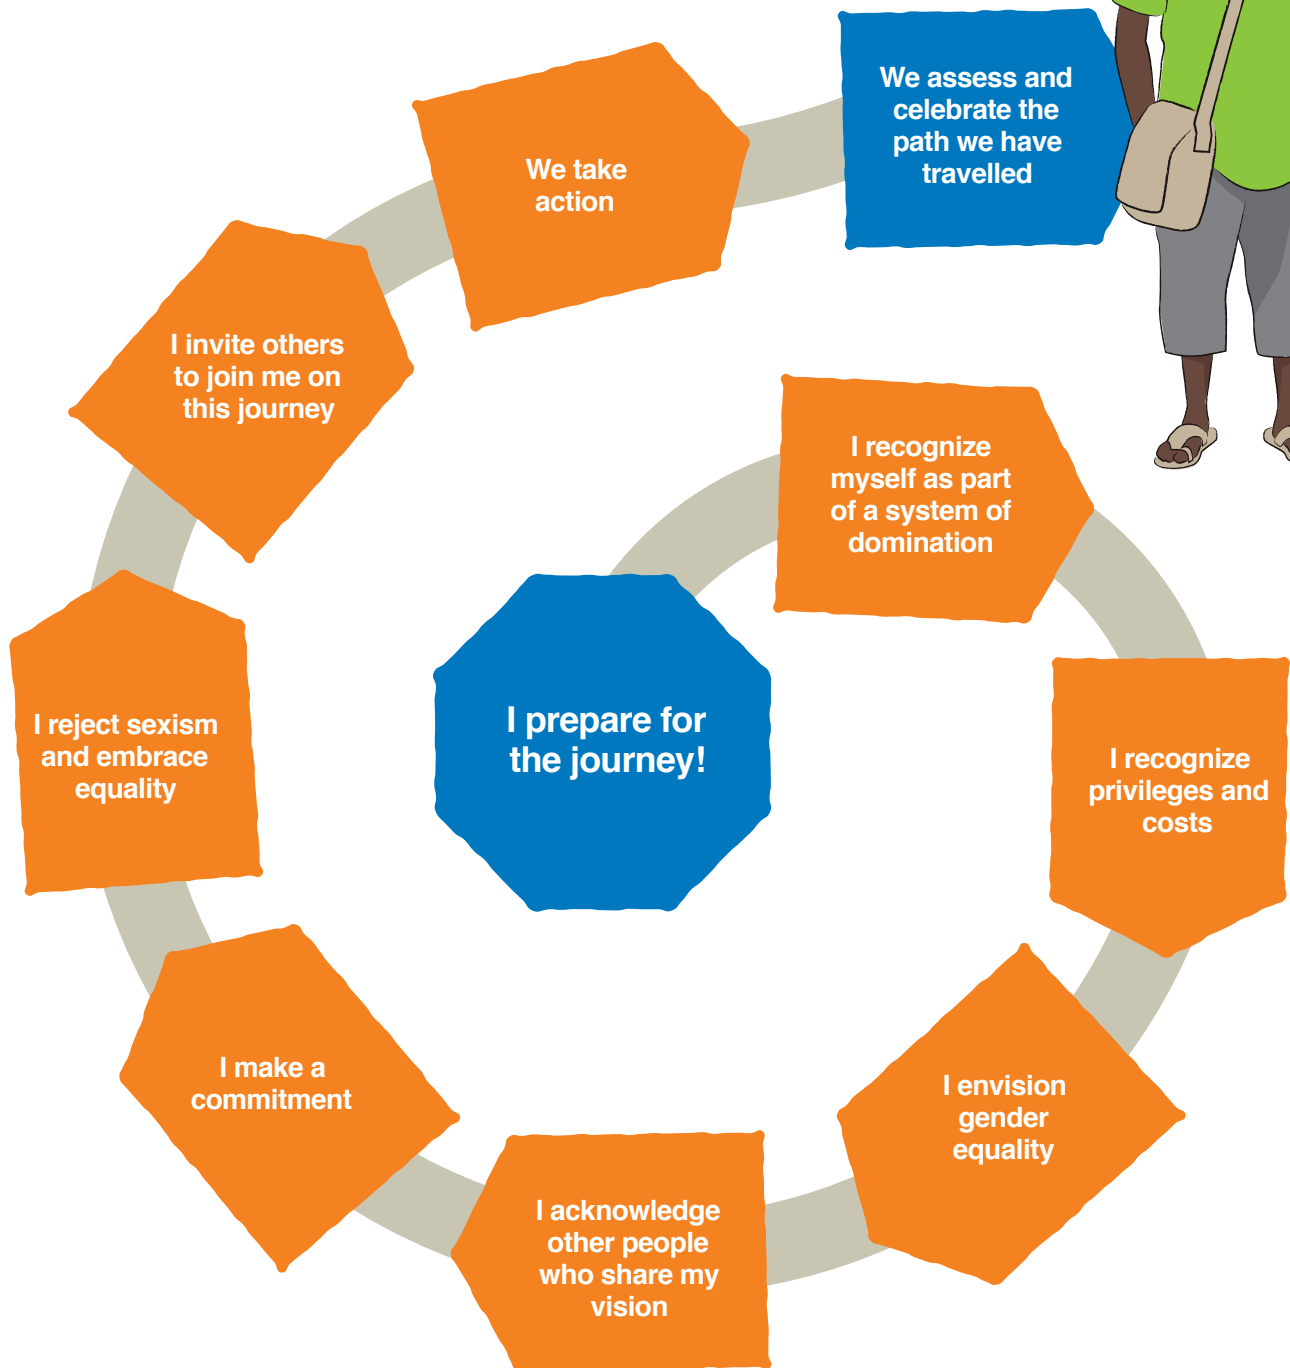 I prepare for
the journey!
I recognize
myself as part
of a system of
domination
I recognize
privileges and
costs
I envision
gender
equality
I acknowledge
other people
who share my
vision
I make a
commitment
I reject sexism
and embrace
equality
I invite others
to join me on
this journey
We take
action
We assess and
celebrate the
path we have
travelled